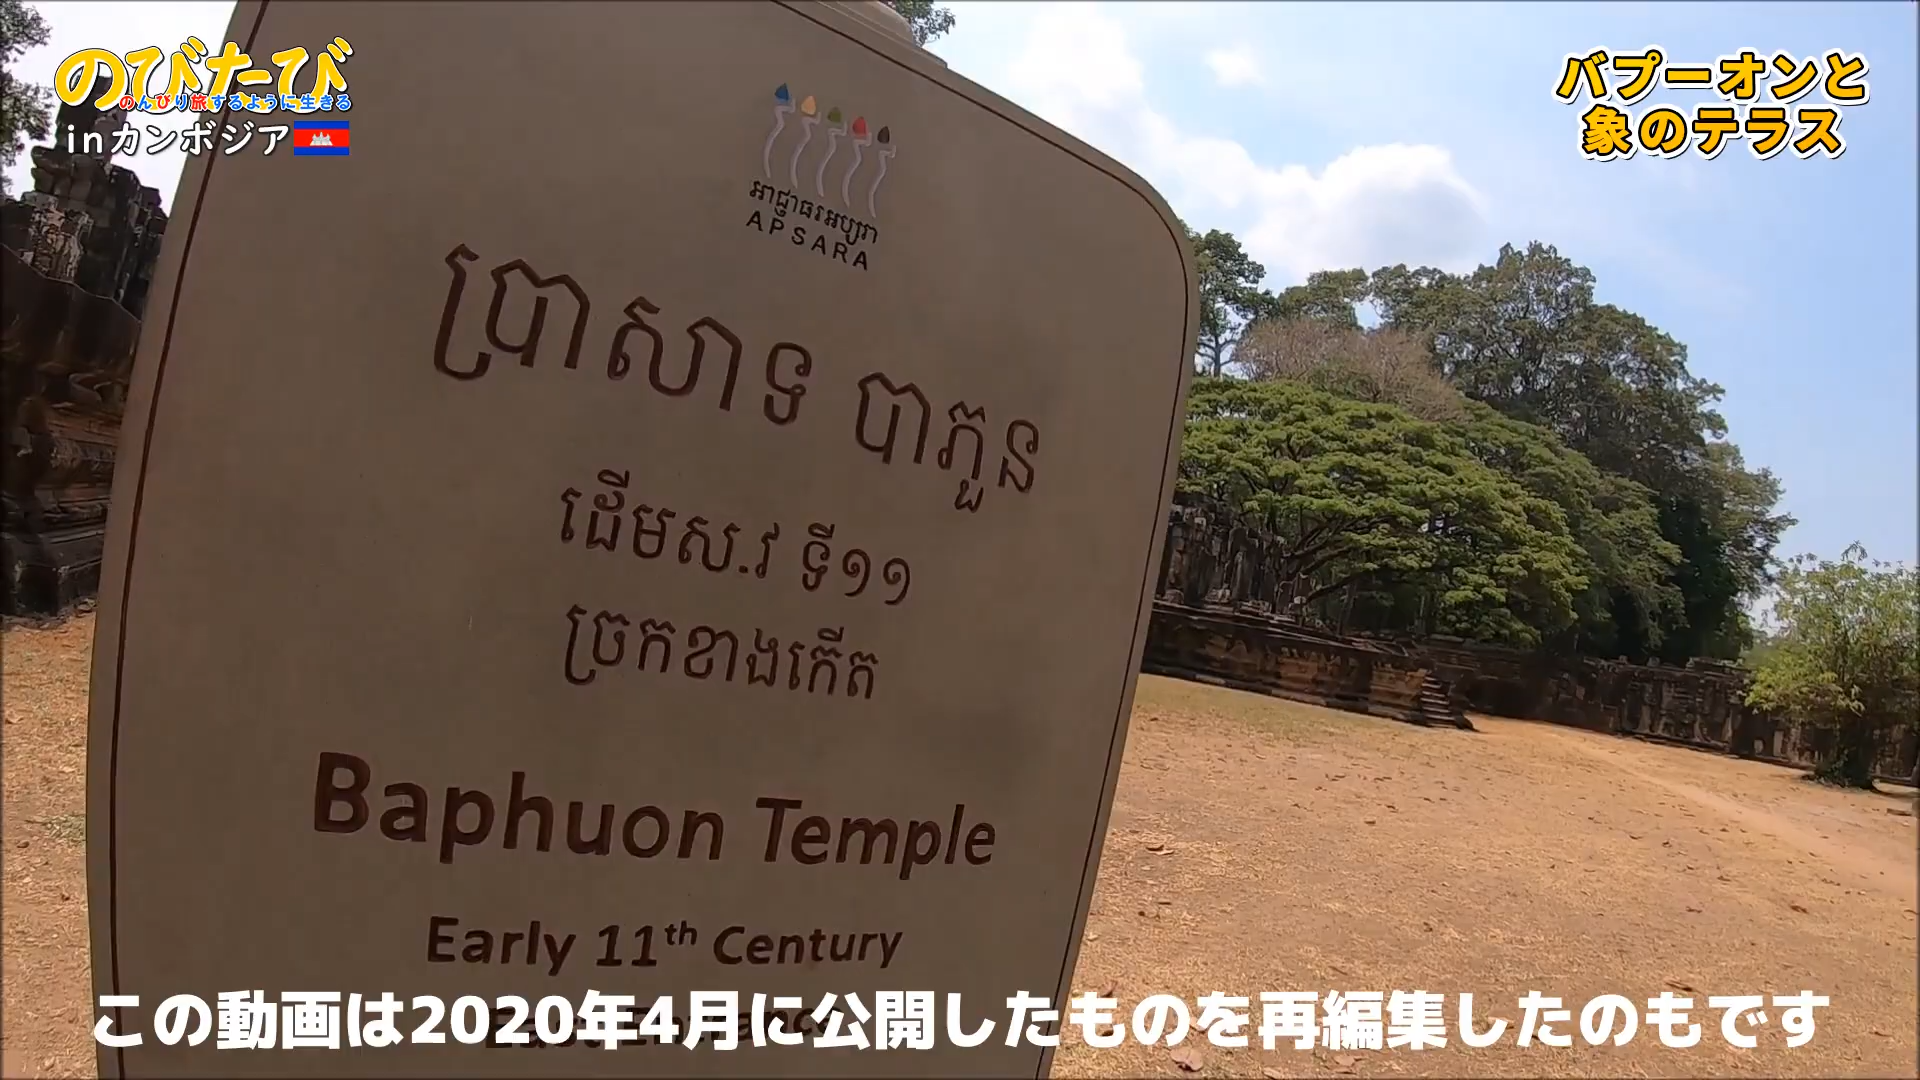 のびたび
のんびり旅するように生きる
inカンボジア
バプーオンと
象のテラス
អាជ្ញាធរអប្សរា
APSARA
ប្រាសាទ បាភួន
ដើមស.វ ទី១១
ច្រកខាងកើត
Baphuon Temple
Early 11th Century
この動画は2020年4月に公開したものを再編集したのもです